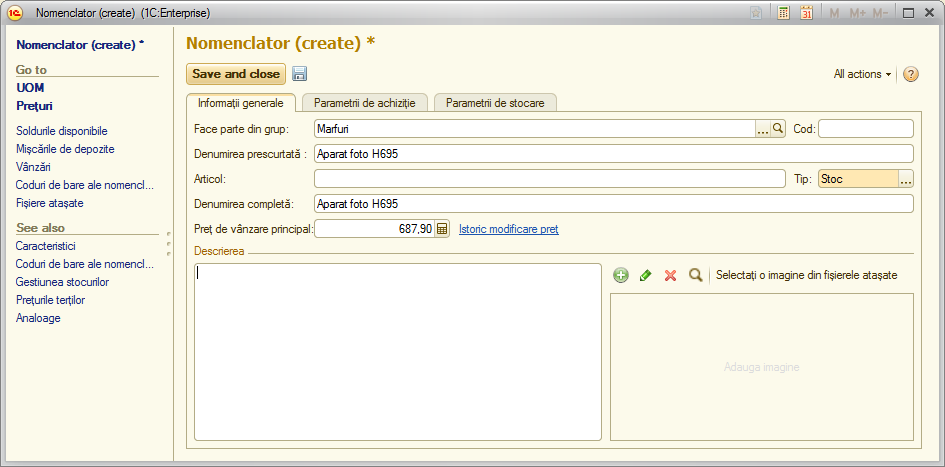 Nomenclator (create) * (1C:Enterprise)
M M+ M-
Nomenclator (create) *
Go to
UOM
Prețuri
Soldurile disponibile
Mișcările de depozite
Vânzări
Coduri de bare ale nomencl...
Fișiere atașate
See also
Caracteristici
Coduri de bare ale nomencl...
Gestiunea stocurilor
Prețurile terților
Analoage
Nomenclator (create) *
Save and close
All actions
?
Informații generale
Parametrii de achiziție
Parametrii de stocare
Face parte din grup: Marfuri ... Cod:
Denumirea prescurtată : Aparat foto H695
Articol: Tip: Stoc ...
Denumirea completă: Aparat foto H695
Preț de vânzare principal: 687,90 Istoric modificare preț
Descrierea
Selectați o imagine din fișierele atașate
Adauga imagine